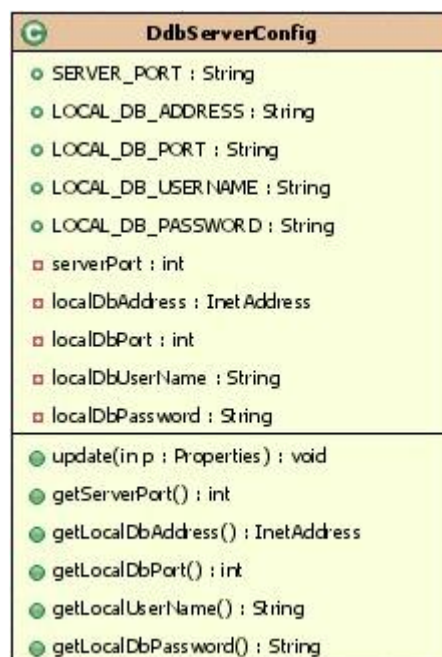 C DdbServerConfig
SERVER_PORT : String
LOCAL_DB_ADDRESS : String
LOCAL_DB_PORT : String
LOCAL_DB_USERNAME : String
LOCAL_DB_PASSWORD : String
serverPort : int
localDbAddress : InetAddress
localDbPort : int
localDbUserName : String
localDbPassword : String
update(in p : Properties) : void
getServerPort() : int
getLocalDbAddress() : InetAddress
getLocalDbPort() : int
getLocalUserName() : String
getLocalDbPassword() : String